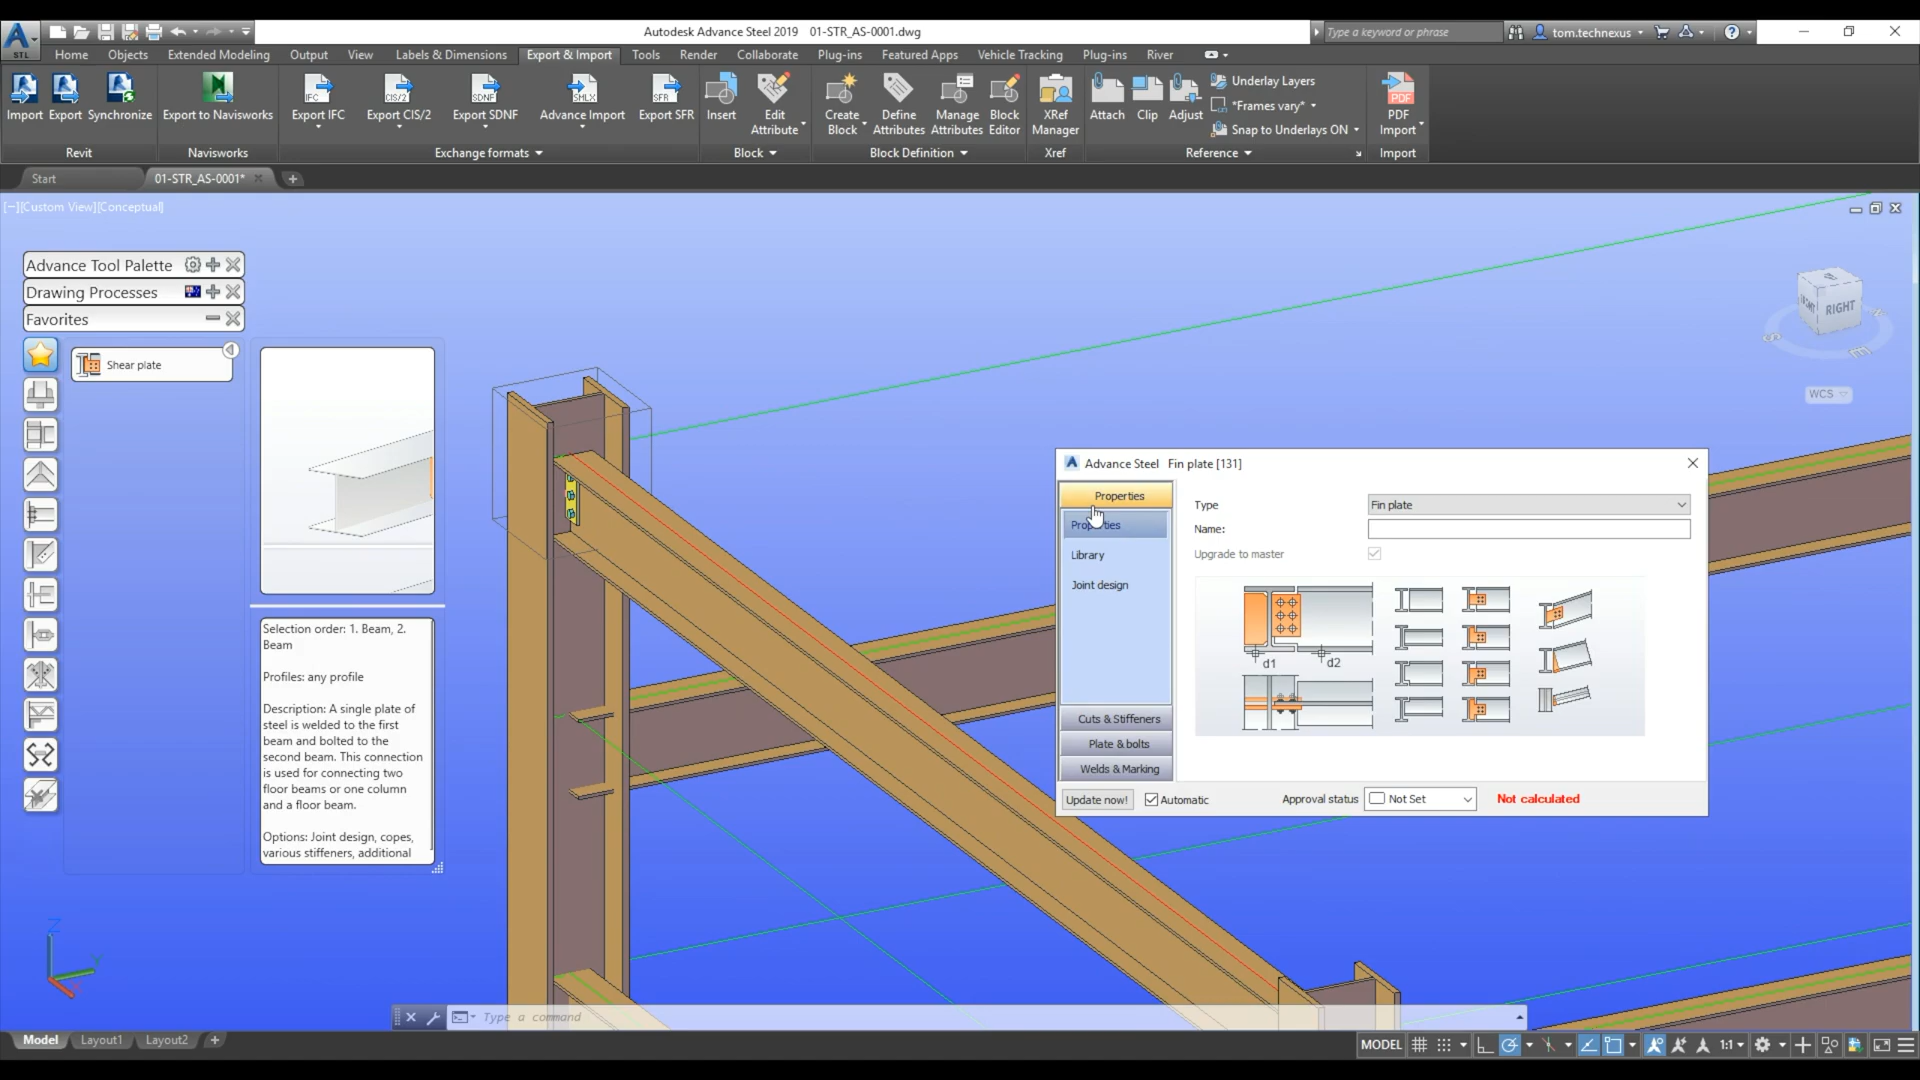 Autodesk Advance Steel 2019 01-STR_AS-0001.dwg
Type a keyword or phrase
tom.technexus
STL
Home Objects Extended Modeling Output View Labels & Dimensions Export & Import Tools Render Collaborate Plug-ins Featured Apps Vehicle Tracking Plug-ins River
Import Export Synchronize
Export to Navisworks
Export IFC Export CIS/2 Export SDNF Advance Import Export SFR
Insert Edit Attribute
Create Block Define Attributes Manage Attributes Block Editor
XRef Manager
Attach Clip Adjust
Underlay Layers
*Frames vary*
Snap to Underlays ON
PDF Import
Revit Navisworks Exchange formats Block Block Definition Xref Reference Import
Start 01-STR_AS-0001*
[−][Custom View][Conceptual]
Advance Tool Palette
Drawing Processes
Favorites
Shear plate
Selection order: 1. Beam, 2.
Beam
Profiles: any profile
Description: A single plate of
steel is welded to the first
beam and bolted to the
second beam. This connection
is used for connecting two
floor beams or one column
and a floor beam.
Options: Joint design, copes,
various stiffeners, additional
RIGHT
WCS
Advance Steel Fin plate [131]
Properties
Properties
Library
Joint design
Cuts & Stiffeners
Plate & bolts
Welds & Marking
Type Fin plate
Name:
Upgrade to master
d1 d2
Update now! Automatic Approval status Not Set Not calculated
Z
Type a command
Model Layout1 Layout2
MODEL 1:1